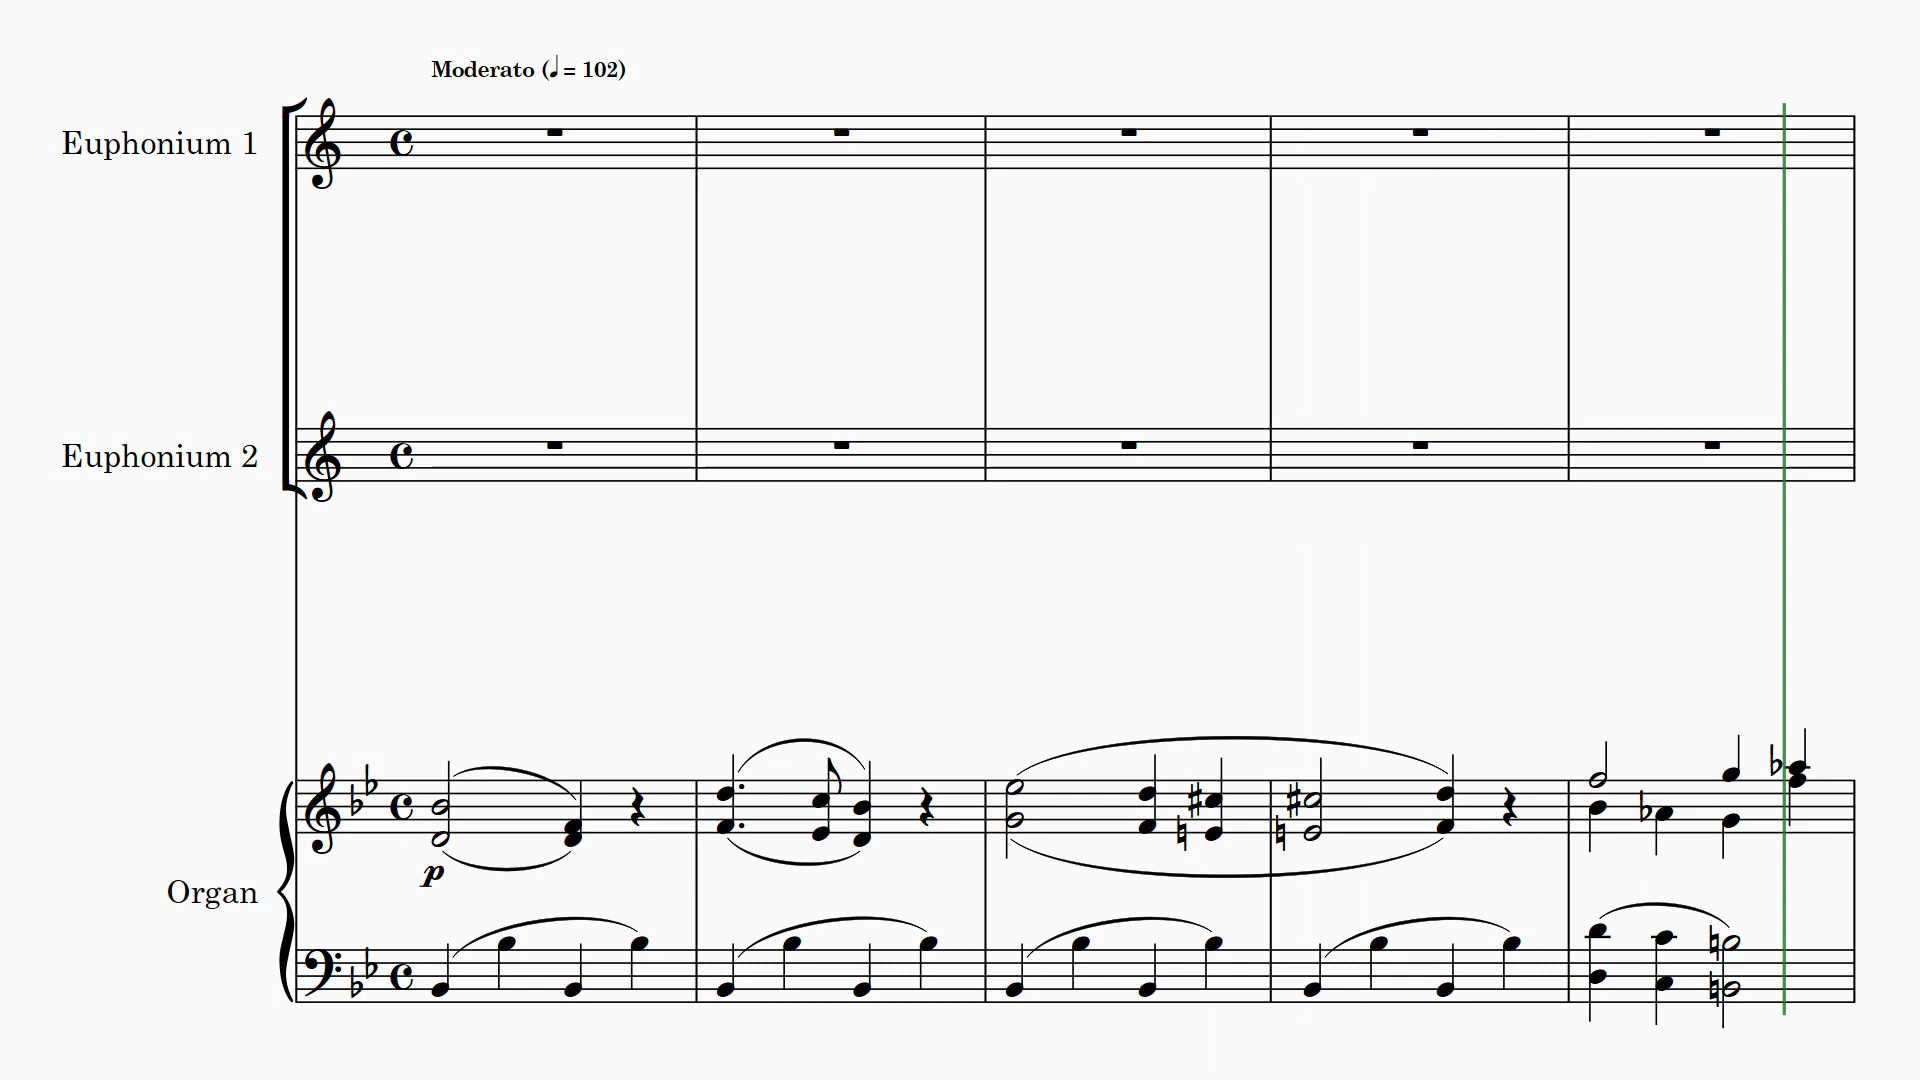 Moderato (♩ = 102)
Euphonium 1
Euphonium 2
p
Organ